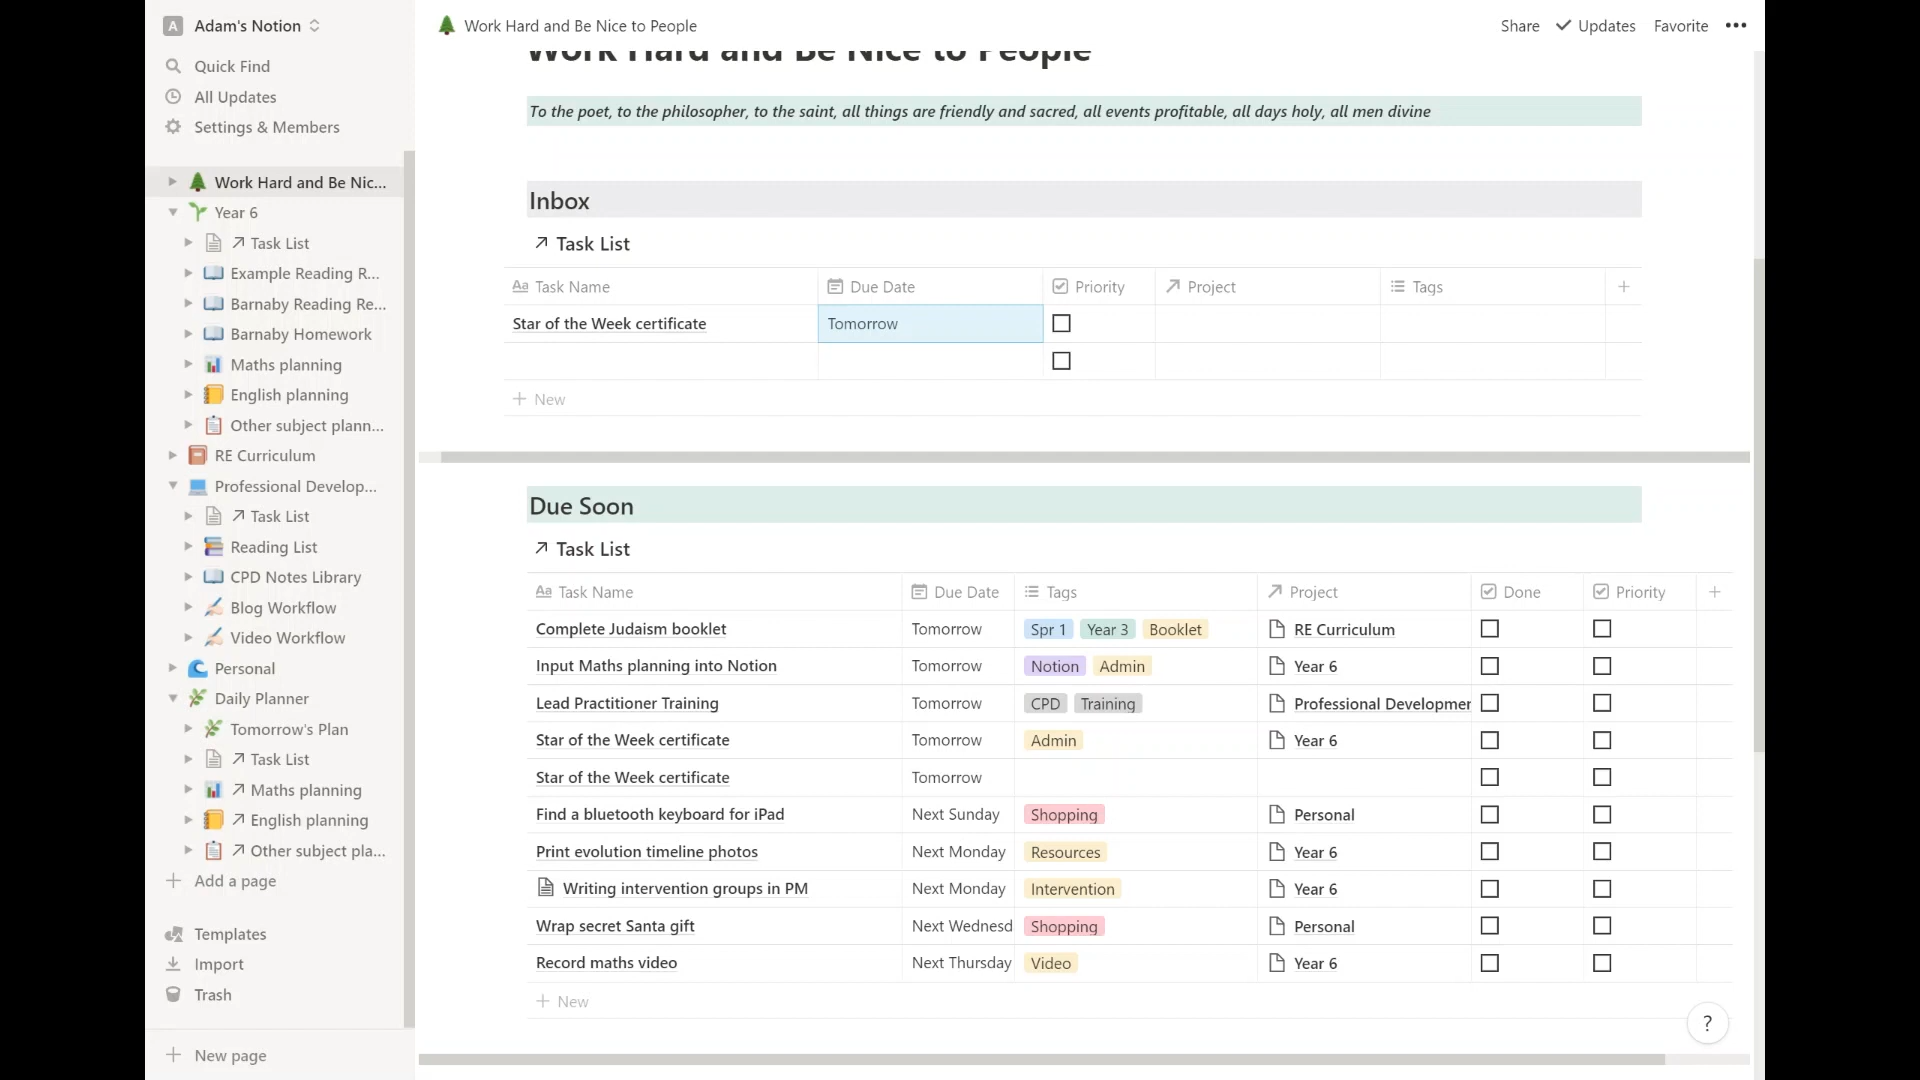 A Adam's Notion
Quick Find
All Updates
Settings & Members
Work Hard and Be Nic...
Year 6
Task List
Example Reading R...
Barnaby Reading Re...
Barnaby Homework
Maths planning
English planning
Other subject plann...
RE Curriculum
Professional Develop...
Task List
Reading List
CPD Notes Library
Blog Workflow
Video Workflow
Personal
Daily Planner
Tomorrow's Plan
Task List
Maths planning
English planning
Other subject pla...
Add a page
Templates
Import
Trash
New page
Work Hard and Be Nice to People
Share Updates Favorite
Work Hard and Be Nice to People
To the poet, to the philosopher, to the saint, all things are friendly and sacred, all events profitable, all days holy, all men divine
Inbox
Task List
Aa Task Name Due Date Priority Project Tags
Star of the Week certificate Tomorrow
New
Due Soon
Task List
Aa Task Name Due Date Tags Project Done Priority
Complete Judaism booklet Tomorrow Spr 1 Year 3 Booklet RE Curriculum
Input Maths planning into Notion Tomorrow Notion Admin Year 6
Lead Practitioner Training Tomorrow CPD Training Professional Developmer
Star of the Week certificate Tomorrow Admin Year 6
Star of the Week certificate Tomorrow
Find a bluetooth keyboard for iPad Next Sunday Shopping Personal
Print evolution timeline photos Next Monday Resources Year 6
Writing intervention groups in PM Next Monday Intervention Year 6
Wrap secret Santa gift Next Wednesd Shopping Personal
Record maths video Next Thursday Video Year 6
New
?